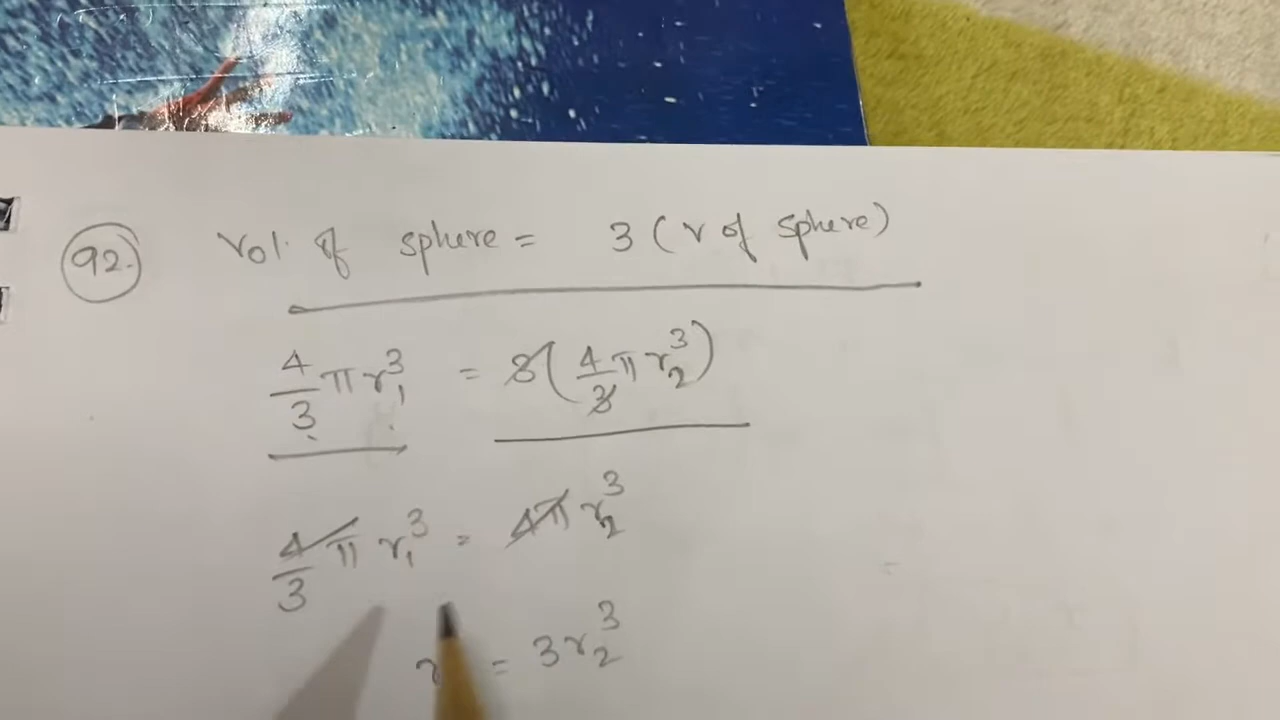 92. Vol. of sphere = 3 (v of sphere)
4/3 π r₁³ = 3(4/3 π r₂³)
4/3 π r₁³ = 4π r₂³
r = 3r₂³